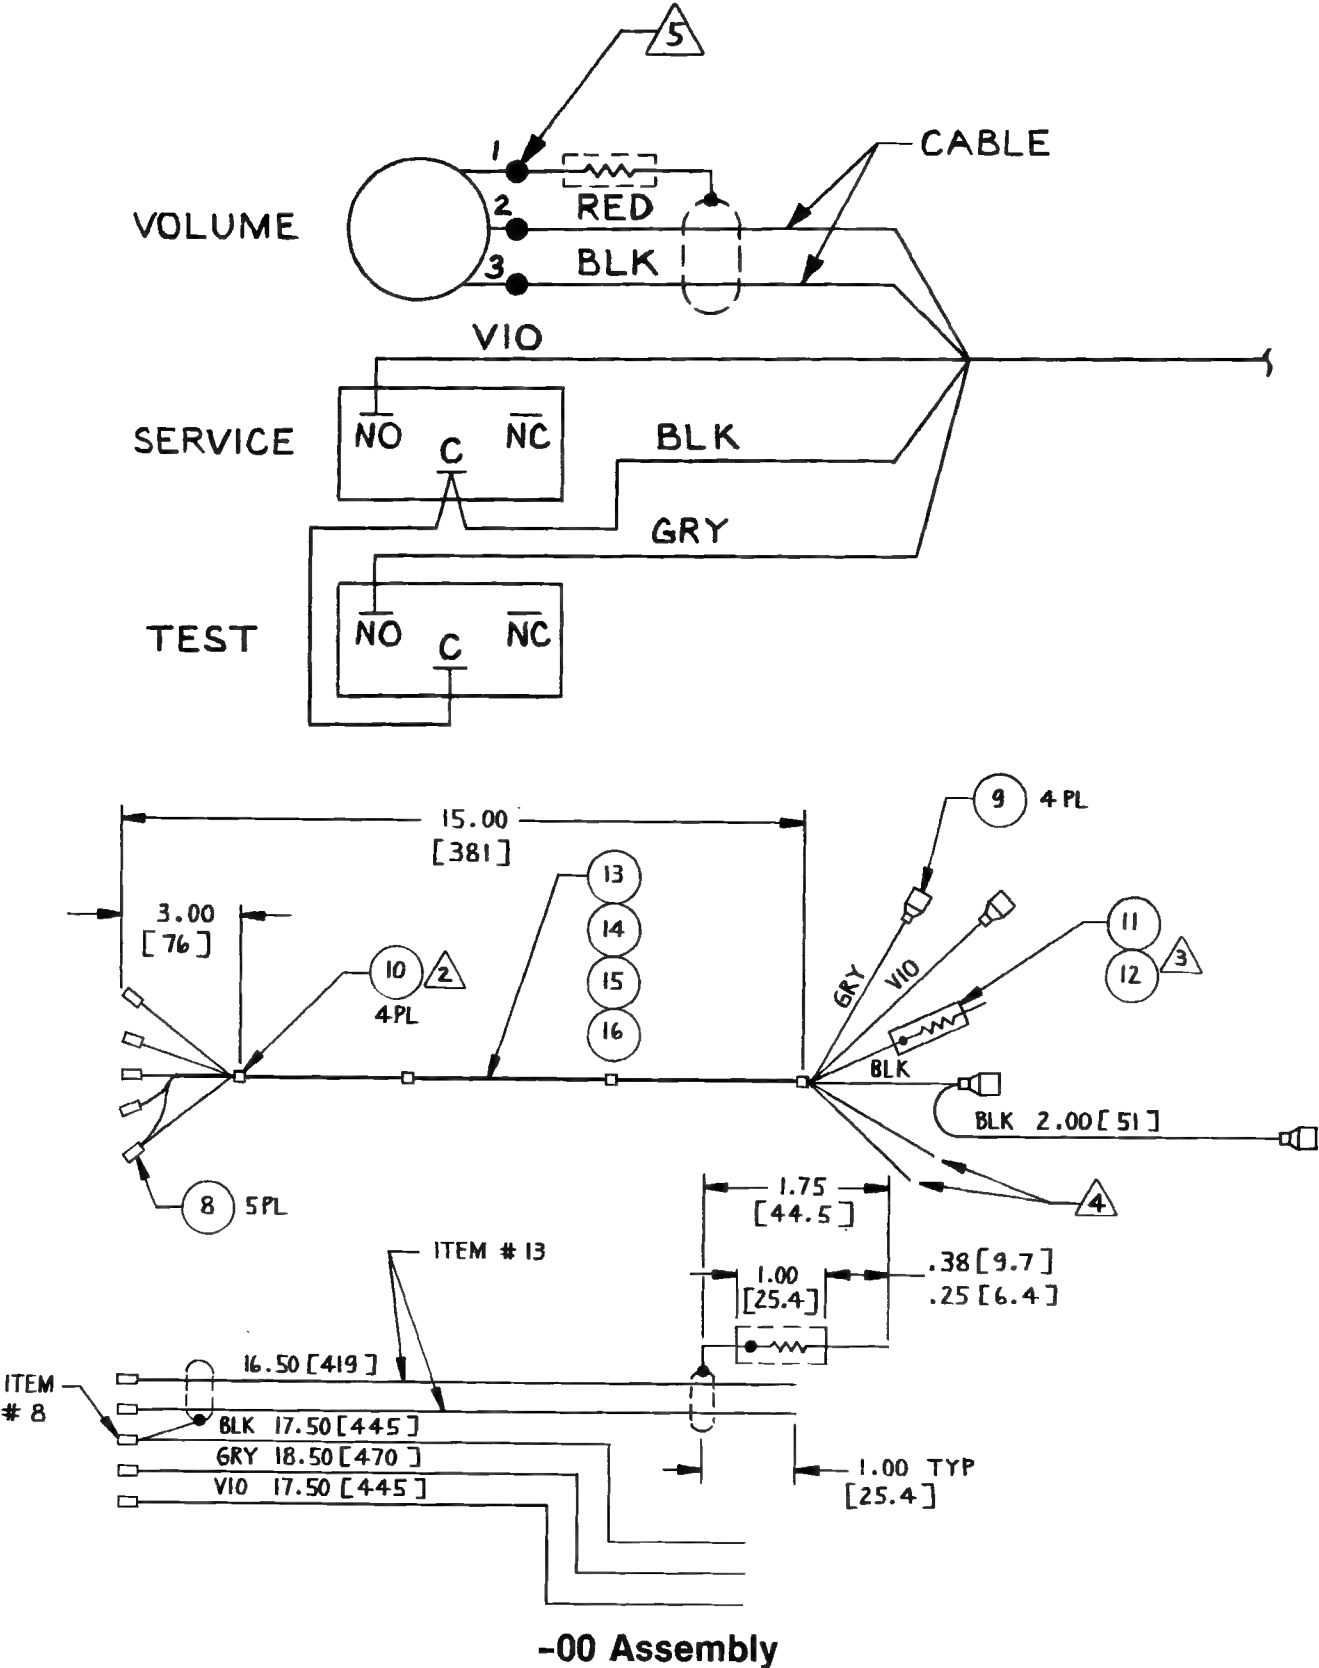 5
1
CABLE
2
RED
VOLUME
3
BLK
VIO
NO
NC
SERVICE
C
BLK
GRY
NO
NC
TEST
C
15.00
[381]
9
4 PL
13
3.00
[76]
14
11
10
2
4PL
15
16
GRY
VIO
12
3
BLK
BLK 2.00[51]
8
5PL
1.75
[44.5]
4
ITEM #13
1.00
[25.4]
.38[9.7]
.25[6.4]
16.50[419]
ITEM
#8
BLK 17.50[445]
GRY 18.50[470]
VIO 17.50[445]
1.00 TYP
[25.4]
-00 Assembly